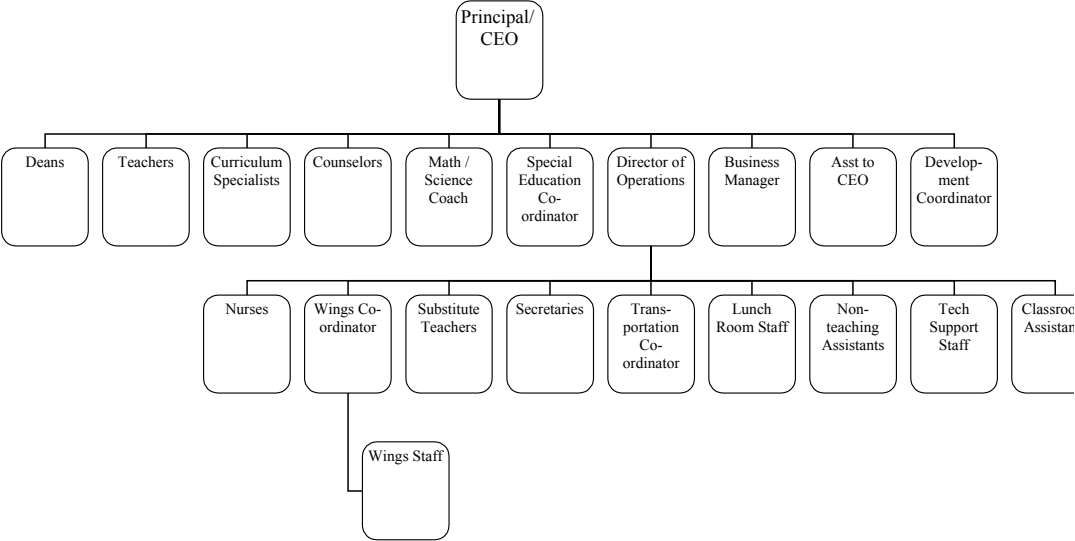 Principal/
CEO
Deans
Teachers
Curriculum
Specialists
Counselors
Math /
Science
Coach
Special
Education
Co-
ordinator
Director of
Operations
Business
Manager
Asst to
CEO
Develop-
ment
Coordinator
Nurses
Wings Co-
ordinator
Substitute
Teachers
Secretaries
Trans-
portation
Co-
ordinator
Lunch
Room Staff
Non-
teaching
Assistants
Tech
Support
Staff
Wings Staff